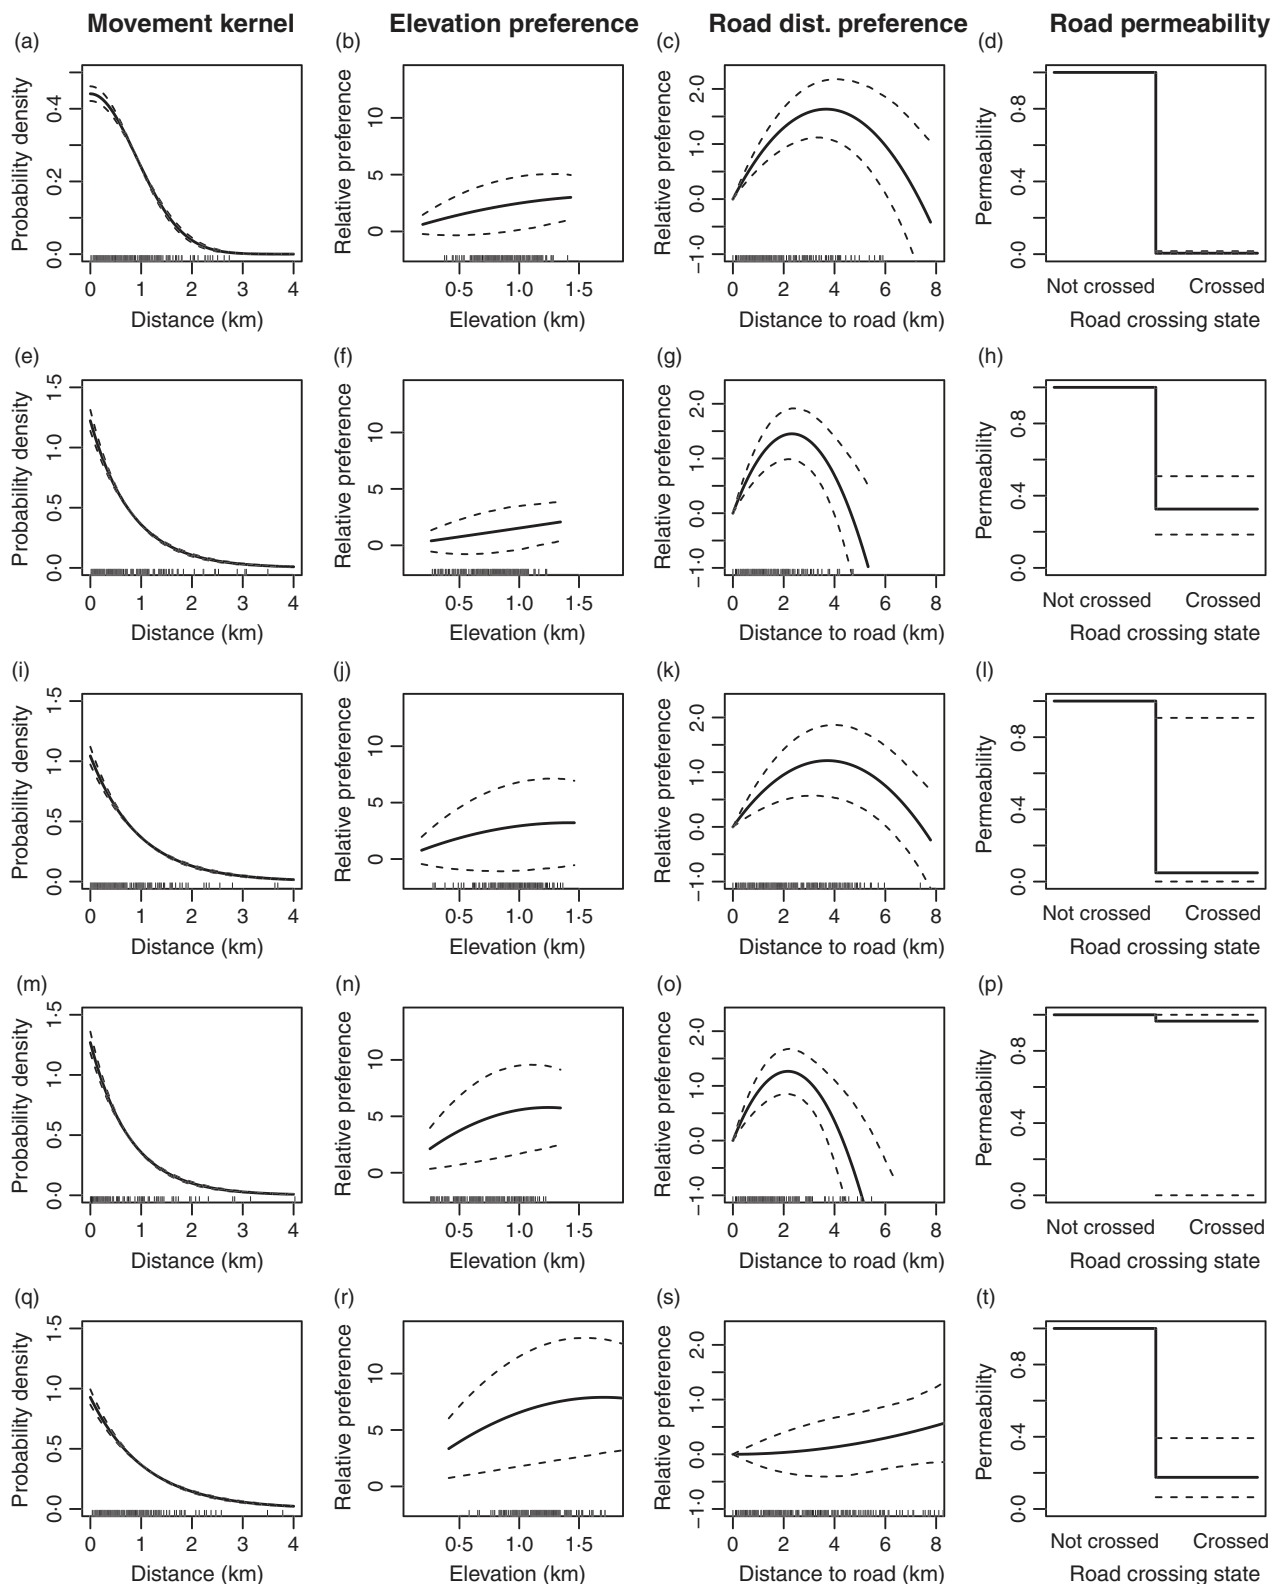 Movement kernel Elevation preference Road dist. preference Road permeability
(a) (b) (c) (d)
Probability density Relative preference Relative preference Permeability
0·0 0·2 0·4
0 5 10
−1·0 0·0 1·0 2·0
0·0 0·4 0·8
0 1 2 3 4
0·5 1·0 1·5
0 2 4 6 8
Not crossed Crossed
Distance (km) Elevation (km) Distance to road (km) Road crossing state
(e) (f) (g) (h)
Probability density Relative preference Relative preference Permeability
0·0 0·5 1·0 1·5
0 5 10
−1·0 0·0 1·0 2·0
0·0 0·4 0·8
0 1 2 3 4
0·5 1·0 1·5
0 2 4 6 8
Not crossed Crossed
Distance (km) Elevation (km) Distance to road (km) Road crossing state
(i) (j) (k) (l)
Probability density Relative preference Relative preference Permeability
0·0 0·5 1·0 1·5
0 5 10
−1·0 0·0 1·0 2·0
0·0 0·4 0·8
0 1 2 3 4
0·5 1·0 1·5
0 2 4 6 8
Not crossed Crossed
Distance (km) Elevation (km) Distance to road (km) Road crossing state
(m) (n) (o) (p)
Probability density Relative preference Relative preference Permeability
0·0 0·5 1·0 1·5
0 5 10
−1·0 0·0 1·0 2·0
0·0 0·4 0·8
0 1 2 3 4
0·5 1·0 1·5
0 2 4 6 8
Not crossed Crossed
Distance (km) Elevation (km) Distance to road (km) Road crossing state
(q) (r) (s) (t)
Probability density Relative preference Relative preference Permeability
0·0 0·5 1·0 1·5
0 5 10
−1·0 0·0 1·0 2·0
0·0 0·4 0·8
0 1 2 3 4
0·5 1·0 1·5
0 2 4 6 8
Not crossed Crossed
Distance (km) Elevation (km) Distance to road (km) Road crossing state